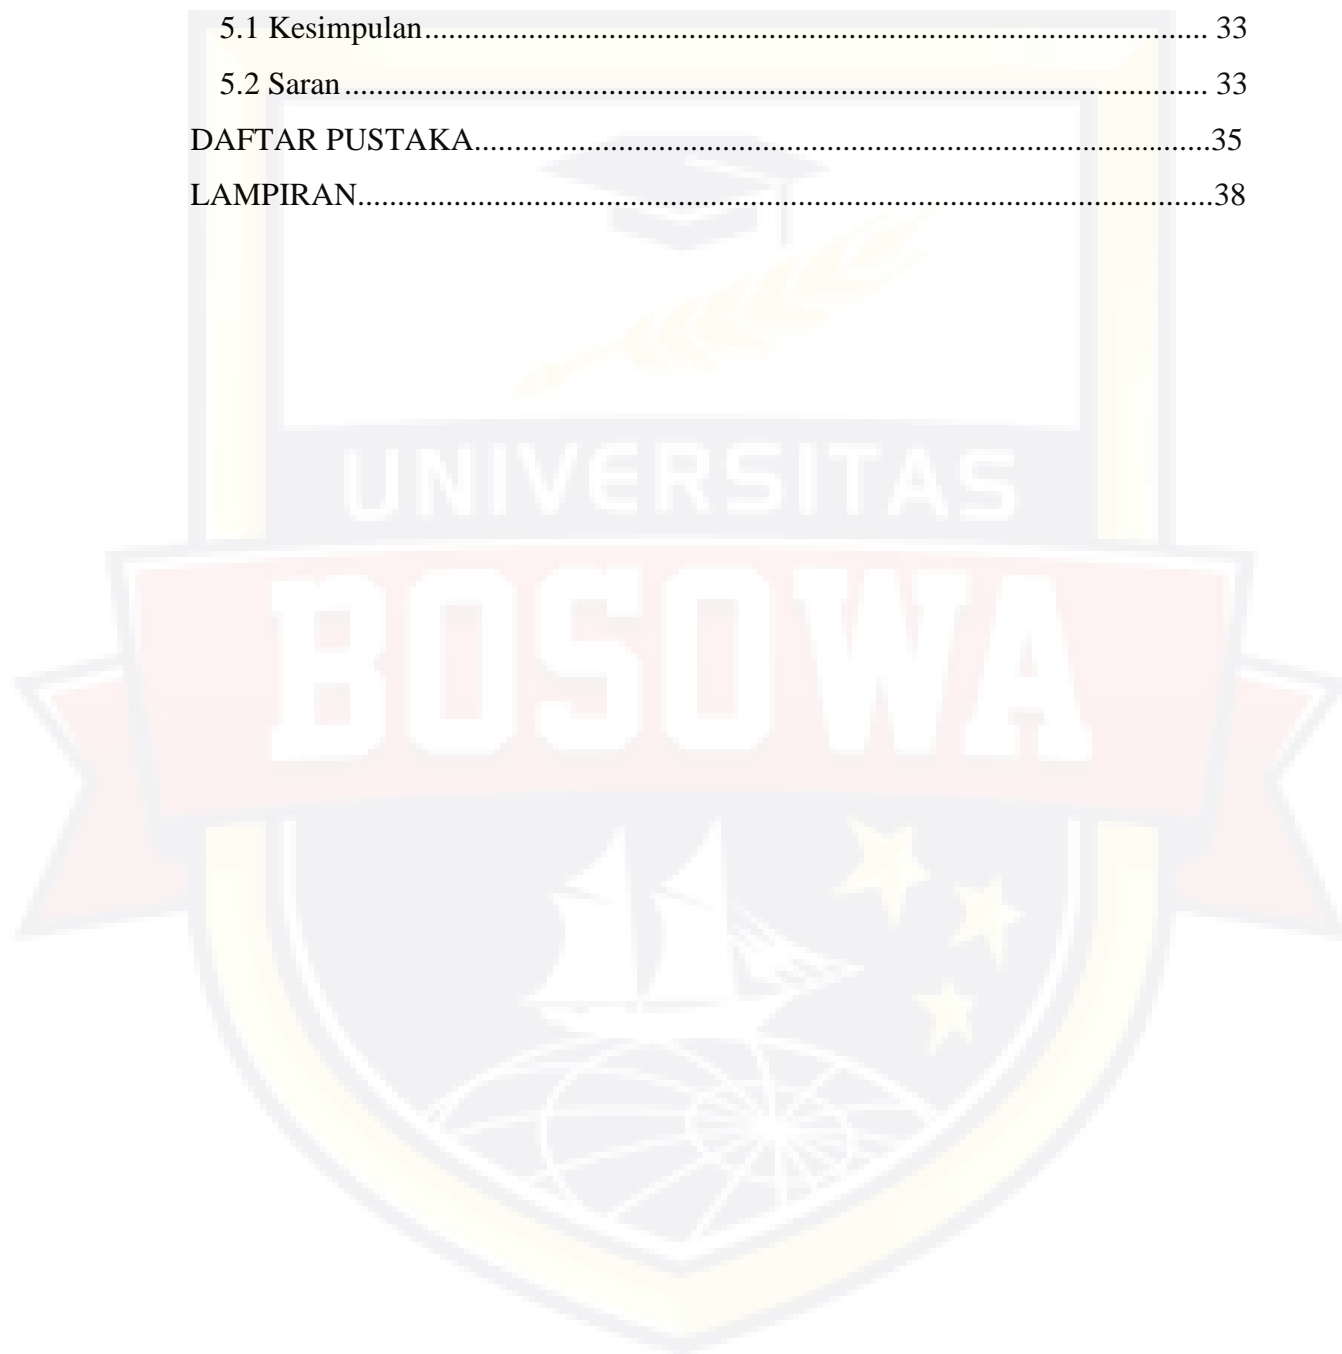 5.1 Kesimpulan.................................................................................................. 33
5.2 Saran............................................................................................................ 33
DAFTAR PUSTAKA............................................................................................35
LAMPIRAN...........................................................................................................38
UNIVERSITAS
BOSOWA